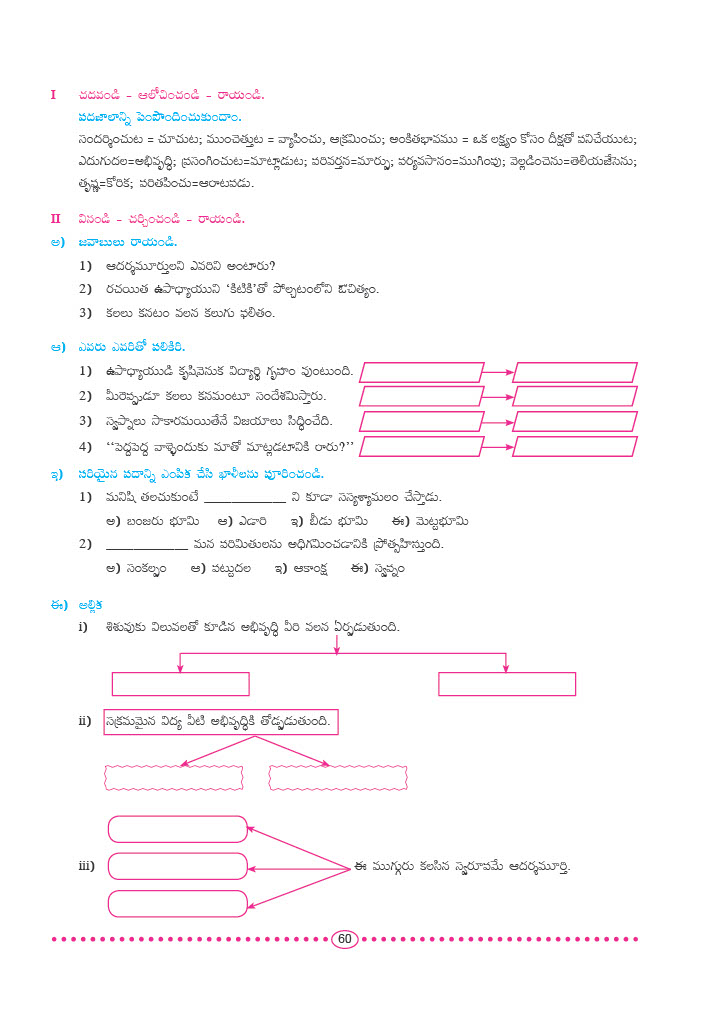 I చదవండి - ఆలోచించండి - రాయండి.
పదజాలాన్ని పెంపొందించుకుందాం.
సందర్శించుట = చూచుట; ముంచెత్తుట = వ్యాపించు, ఆక్రమించు; అంకితభావము = ఒక లక్ష్యం కోసం దీక్షతో పనిచేయుట;
ఎదుగుదల=అభివృద్ధి; ప్రసంగించుట=మాట్లాడుట; పరివర్తన=మార్పు; పర్యవసానం=ముగింపు; వెల్లడించెను=తెలియజేసెను;
తృష్ణ=కోరిక; పరితపించు=ఆరాటపడు.
II వినండి - చర్చించండి - రాయండి.
అ) జవాబులు రాయండి.
1) ఆదర్శమూర్తులని ఎవరిని అంటారు?
2) రచయిత ఉపాధ్యాయుని ‘కిటికి’తో పోల్చటంలోని ఔచిత్యం.
3) కలలు కనటం వలన కలుగు ఫలితం.
ఆ) ఎవరు ఎవరితో పలికిరి.
1) ఉపాధ్యాయుడి కృషివెనుక విద్యార్థి గృహం వుంటుంది.
2) మీరెప్పుడూ కలలు కనమంటూ సందేశమిస్తారు.
3) స్వప్నాలు సాకారమయితేనే విజయాలు సిద్ధించేది.
4) ‘‘పెద్దపెద్ద వాళ్ళెందుకు మాతో మాట్లడటానికి రారు?’’
ఇ) సరియైన పదాన్ని ఎంపిక చేసి ఖాళీలను పూరించండి.
1) మనిషి తలచుకుంటే ____________ ని కూడా సస్యశ్యామలం చేస్తాడు.
అ) బంజరు భూమి ఆ) ఎడారి ఇ) బీడు భూమి ఈ) మెట్టభూమి
2) ____________ మన పరిమితులను అధిగమించడానికి ప్రోత్సహిస్తుంది.
అ) సంకల్పం ఆ) పట్టుదల ఇ) ఆకాంక్ష ఈ) స్వప్నం
ఈ) అల్లిక
i) శిశువుకు విలువలతో కూడిన అభివృద్ధి వీరి వలన ఏర్పడుతుంది.
ii) సక్రమమైన విద్య వీటి అభివృద్ధికి తోడ్పడుతుంది.
iii) ఈ ముగ్గురు కలసిన స్వరూపమే ఆదర్శమూర్తి.
60